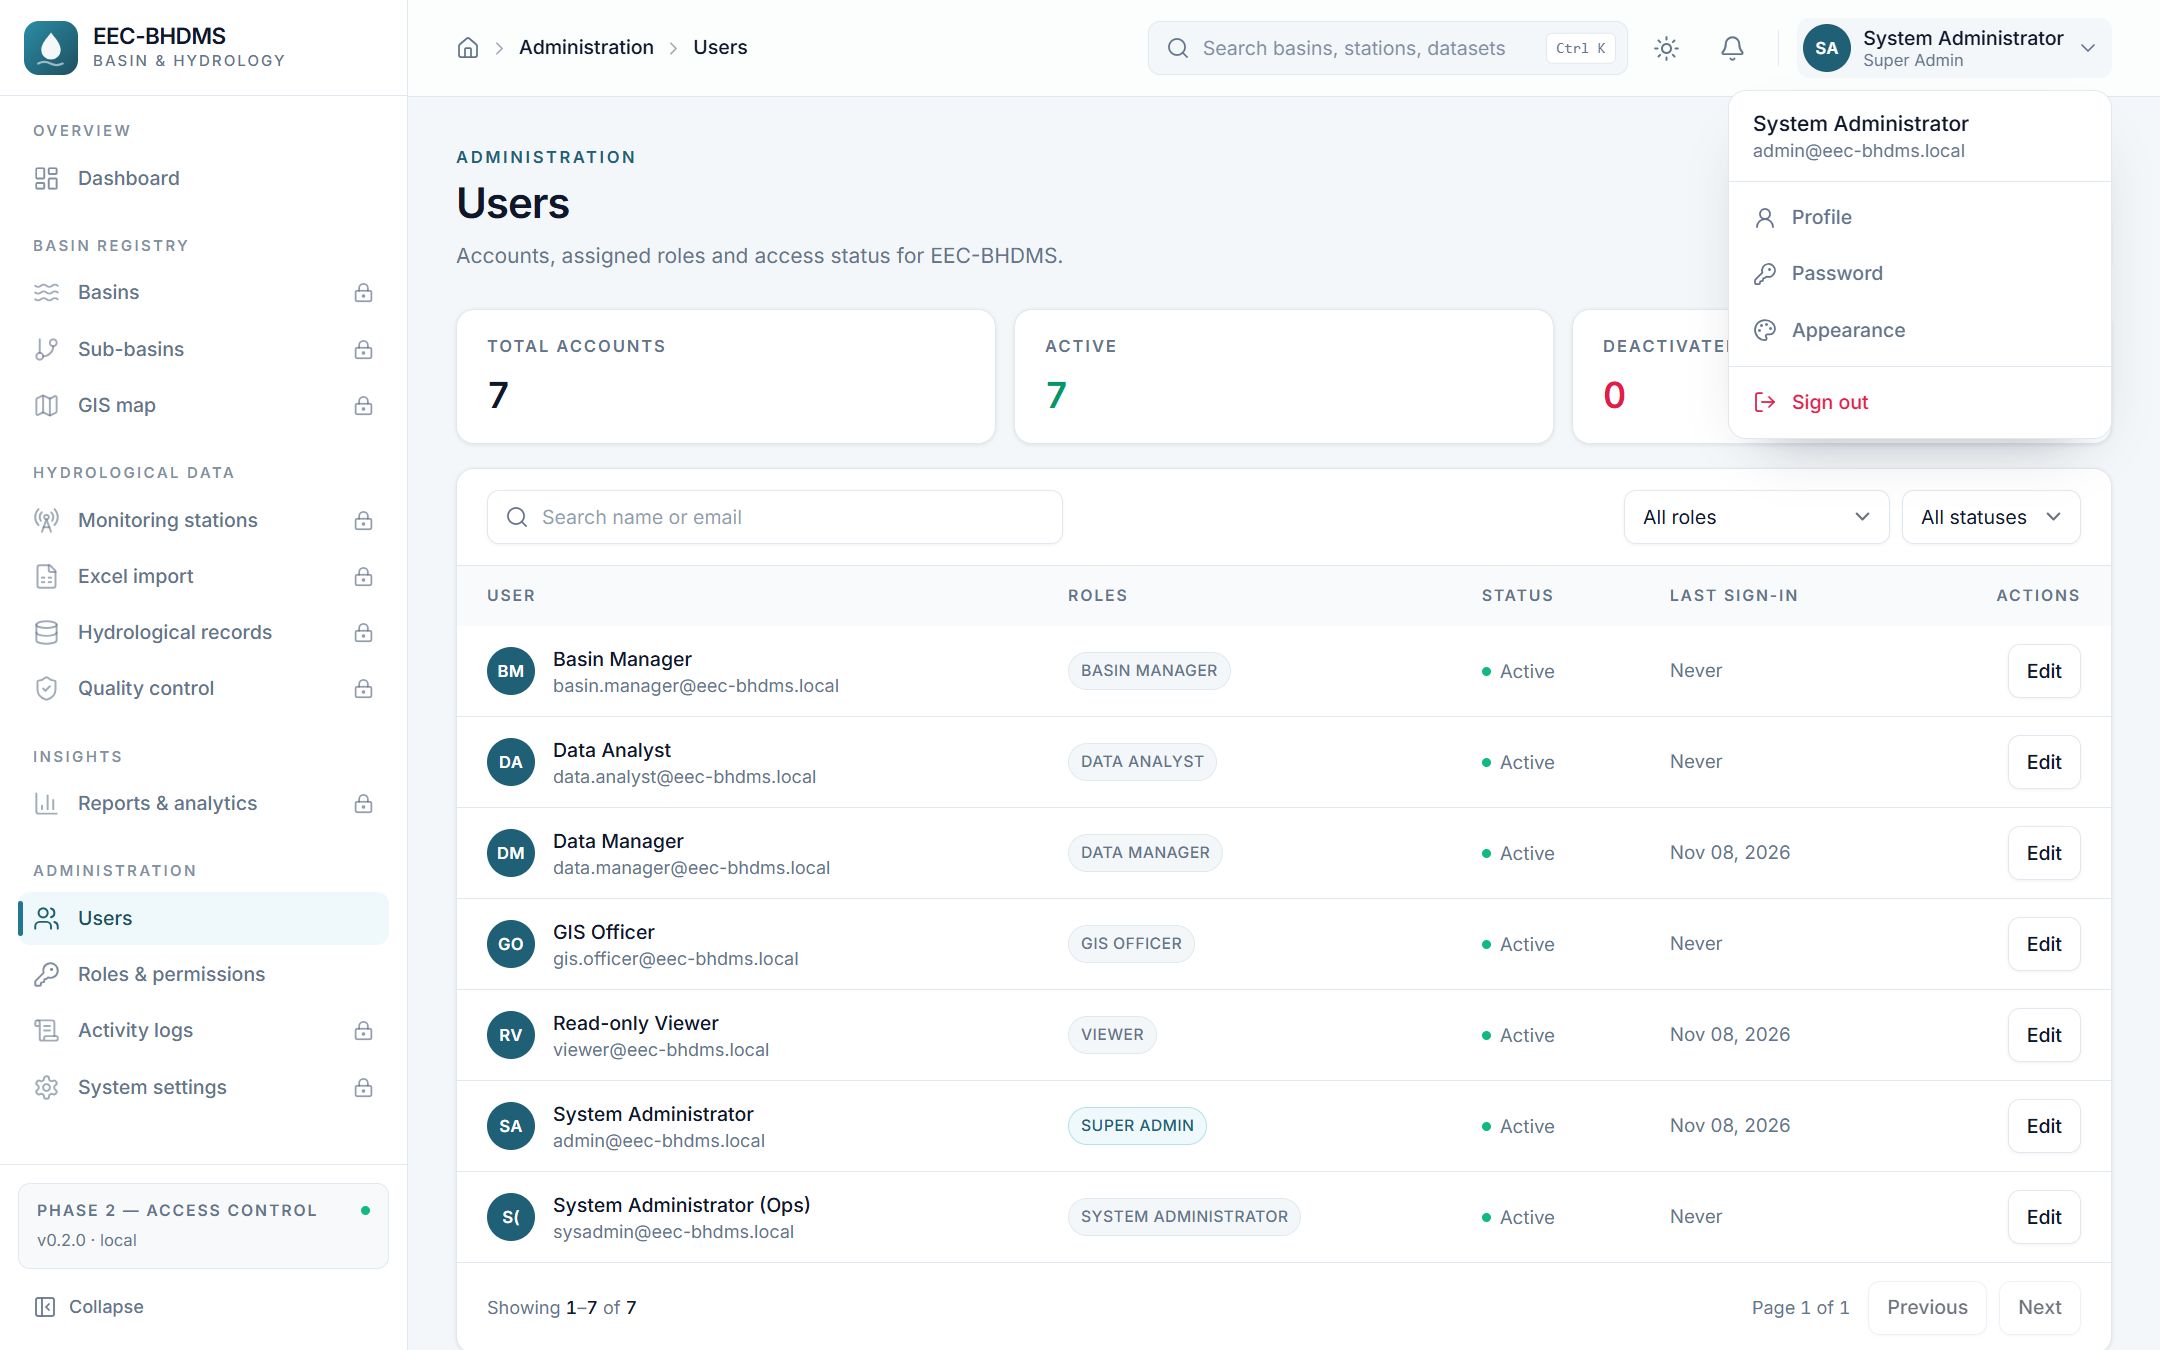 EEC-BHDMS
BASIN & HYDROLOGY
OVERVIEW
Dashboard
BASIN REGISTRY
Basins
Sub-basins
GIS map
HYDROLOGICAL DATA
Monitoring stations
Excel import
Hydrological records
Quality control
INSIGHTS
Reports & analytics
ADMINISTRATION
Users
Roles & permissions
Activity logs
System settings
PHASE 2 — ACCESS CONTROL
v0.2.0 · local
Collapse
Administration
Users
Search basins, stations, datasets
Ctrl K
SA
System Administrator
Super Admin
System Administrator
admin@eec-bhdms.local
Profile
Password
Appearance
Sign out
ADMINISTRATION
Users
Accounts, assigned roles and access status for EEC-BHDMS.
TOTAL ACCOUNTS
7
ACTIVE
7
DEACTIVATE
0
Search name or email
All roles
All statuses
USER ROLES STATUS LAST SIGN-IN ACTIONS
BM Basin Manager BASIN MANAGER Active Never Edit
basin.manager@eec-bhdms.local
DA Data Analyst DATA ANALYST Active Never Edit
data.analyst@eec-bhdms.local
DM Data Manager DATA MANAGER Active Nov 08, 2026 Edit
data.manager@eec-bhdms.local
GO GIS Officer GIS OFFICER Active Never Edit
gis.officer@eec-bhdms.local
RV Read-only Viewer VIEWER Active Nov 08, 2026 Edit
viewer@eec-bhdms.local
SA System Administrator SUPER ADMIN Active Nov 08, 2026 Edit
admin@eec-bhdms.local
S( System Administrator (Ops) SYSTEM ADMINISTRATOR Active Never Edit
sysadmin@eec-bhdms.local
Showing 1–7 of 7
Page 1 of 1
Previous
Next